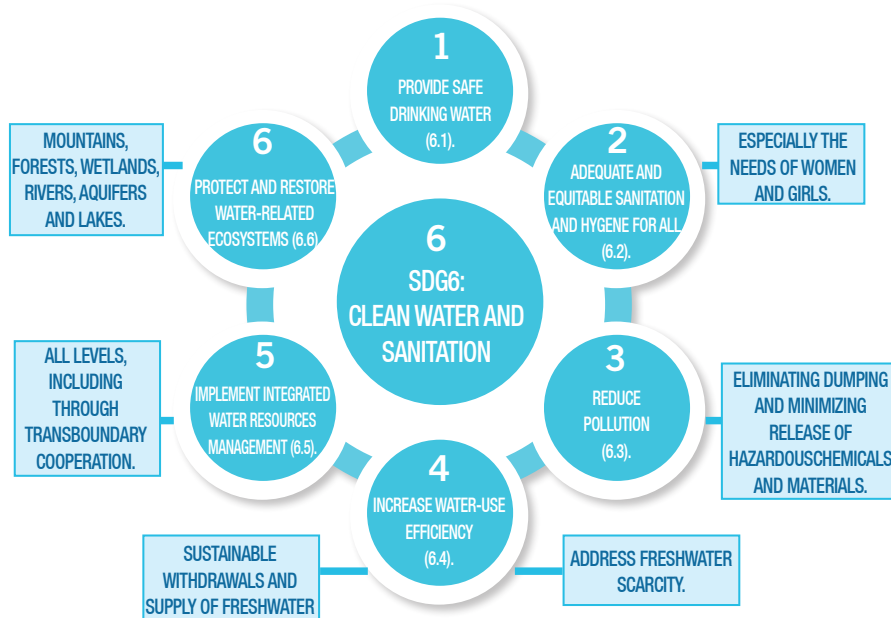 1
PROVIDE SAFE
DRINKING WATER
(6.1).
2
ADEQUATE AND
EQUITABLE SANITATION
AND HYGENE FOR ALL
(6.2).
ESPECIALLY THE
NEEDS OF WOMEN
AND GIRLS.
3
REDUCE
POLLUTION
(6.3).
ELIMINATING DUMPING
AND MINIMIZING
RELEASE OF
HAZARDOUSCHEMICALS
AND MATERIALS.
4
INCREASE WATER-USE
EFFICIENCY
(6.4).
ADDRESS FRESHWATER
SCARCITY.
SUSTAINABLE
WITHDRAWALS AND
SUPPLY OF FRESHWATER
5
IMPLEMENT INTEGRATED
WATER RESOURCES
MANAGEMENT (6.5).
ALL LEVELS,
INCLUDING
THROUGH
TRANSBOUNDARY
COOPERATION.
6
PROTECT AND RESTORE
WATER-RELATED
ECOSYSTEMS (6.6)
MOUNTAINS,
FORESTS, WETLANDS,
RIVERS, AQUIFERS
AND LAKES.
6
SDG6:
CLEAN WATER AND
SANITATION